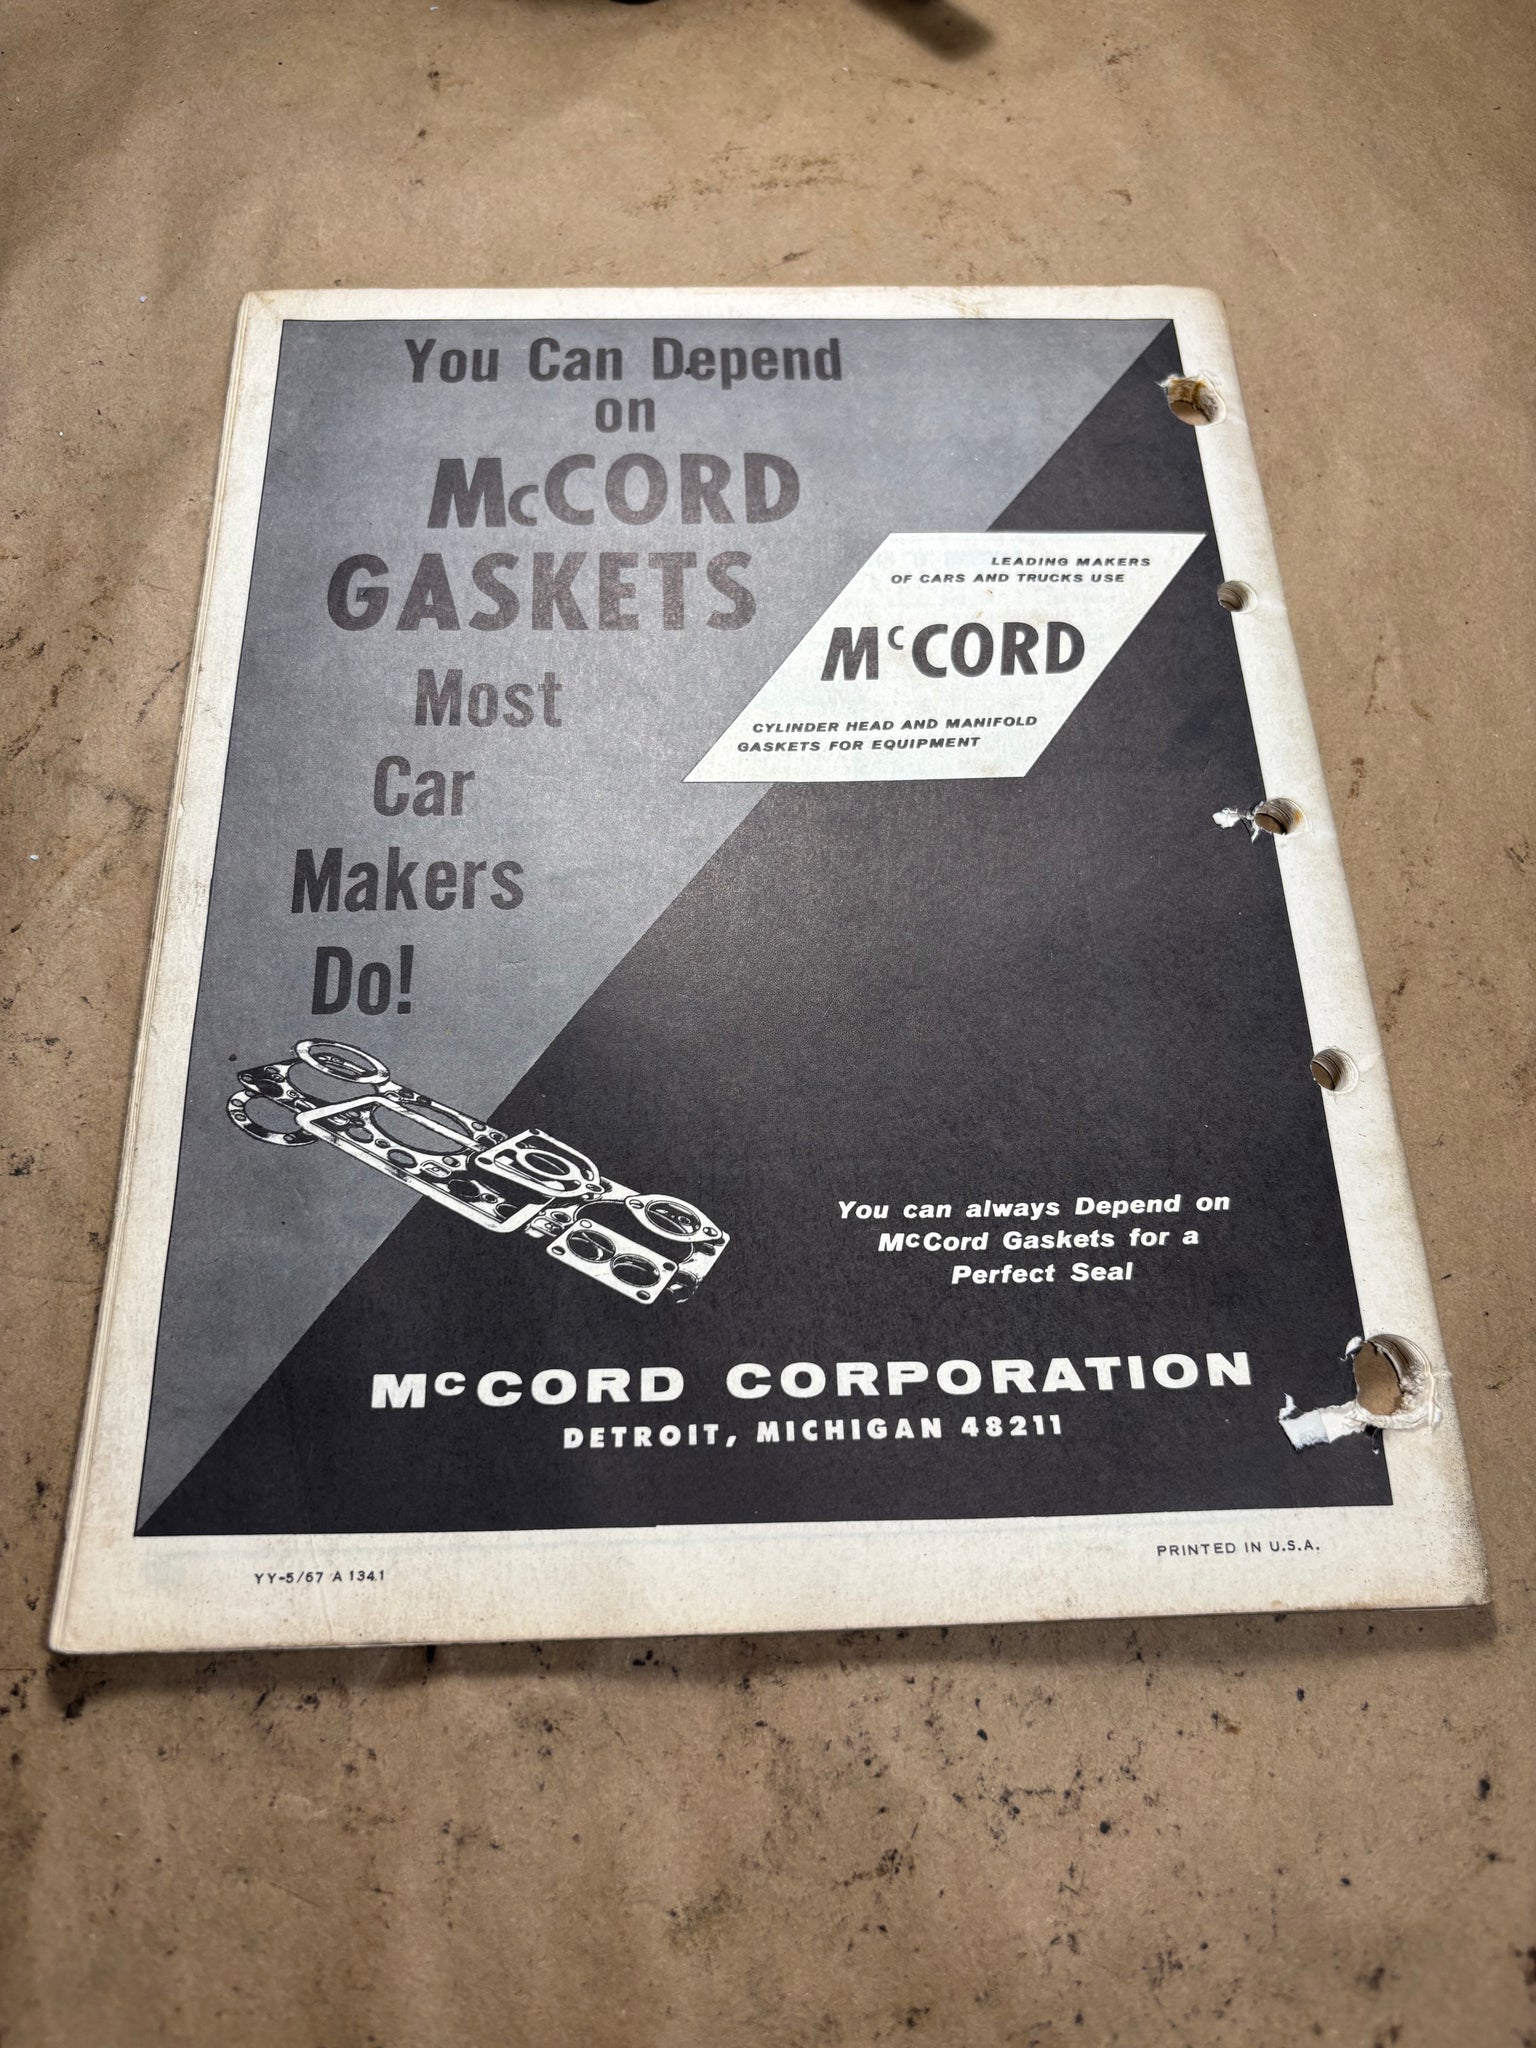 You Can Depend
on
McCORD
GASKETS
Most
Car
Makers
Do!
LEADING MAKERS
OF CARS AND TRUCKS USE
McCORD
CYLINDER HEAD AND MANIFOLD
GASKETS FOR EQUIPMENT
You can always Depend on
McCord Gaskets for a
Perfect Seal
McCORD CORPORATION
DETROIT, MICHIGAN 48211
YY-5/67 A 134.1
PRINTED IN U.S.A.